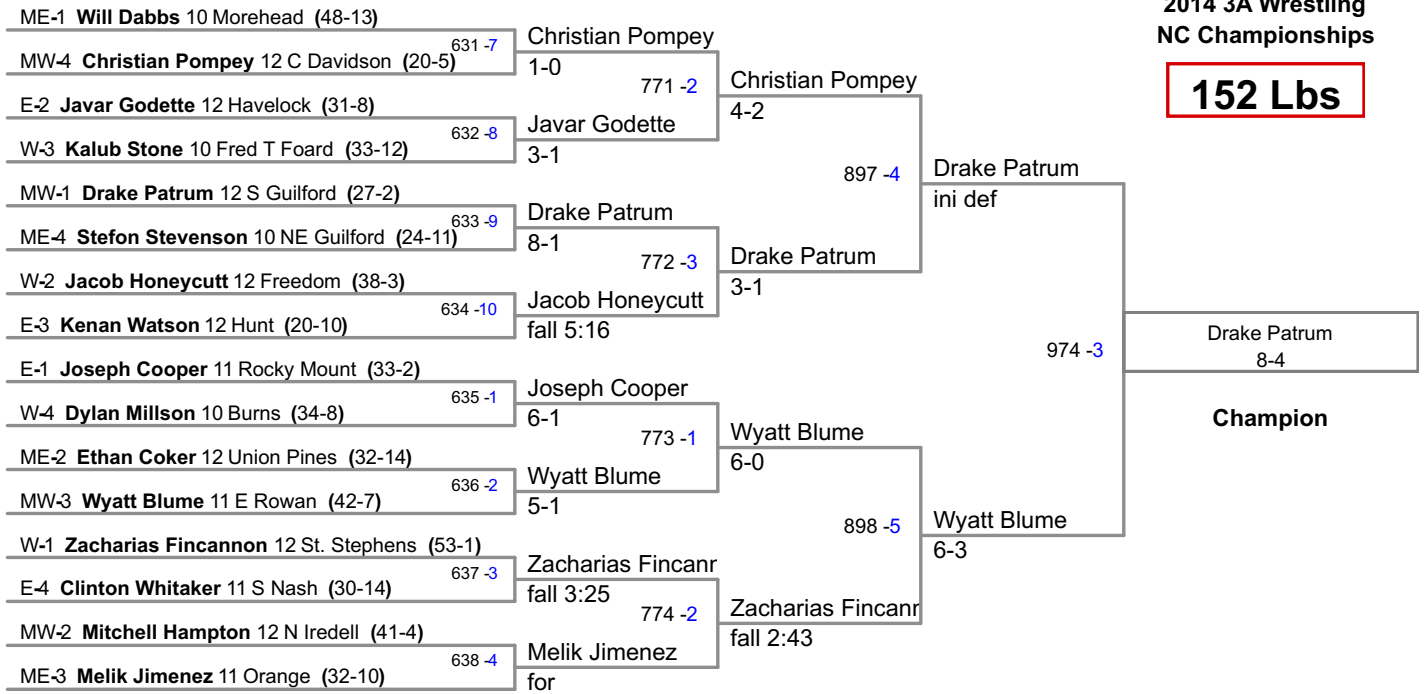 2014 3A Wrestling
NC Championships
152 Lbs
ME-1 Will Dabbs 10 Morehead (48-13)
MW-4 Christian Pompey 12 C Davidson (20-5)
E-2 Javar Godette 12 Havelock (31-8)
W-3 Kalub Stone 10 Fred T Foard (33-12)
MW-1 Drake Patrum 12 S Guilford (27-2)
ME-4 Stefon Stevenson 10 NE Guilford (24-11)
W-2 Jacob Honeycutt 12 Freedom (38-3)
E-3 Kenan Watson 12 Hunt (20-10)
E-1 Joseph Cooper 11 Rocky Mount (33-2)
W-4 Dylan Millson 10 Burns (34-8)
ME-2 Ethan Coker 12 Union Pines (32-14)
MW-3 Wyatt Blume 11 E Rowan (42-7)
W-1 Zacharias Fincannon 12 St. Stephens (53-1)
E-4 Clinton Whitaker 11 S Nash (30-14)
MW-2 Mitchell Hampton 12 N Iredell (41-4)
ME-3 Melik Jimenez 11 Orange (32-10)
631 -7
632 -8
633 -9
634 -10
635 -1
636 -2
637 -3
638 -4
Christian Pompey
1-0
Javar Godette
3-1
Drake Patrum
8-1
Jacob Honeycutt
fall 5:16
Joseph Cooper
6-1
Wyatt Blume
5-1
Zacharias Fincanr
fall 3:25
Melik Jimenez
for
771 -2
772 -3
773 -1
774 -2
Christian Pompey
4-2
Drake Patrum
3-1
Wyatt Blume
6-0
Zacharias Fincanr
fall 2:43
897 -4
898 -5
Drake Patrum
ini def
Wyatt Blume
6-3
974 -3
Drake Patrum
8-4
Champion